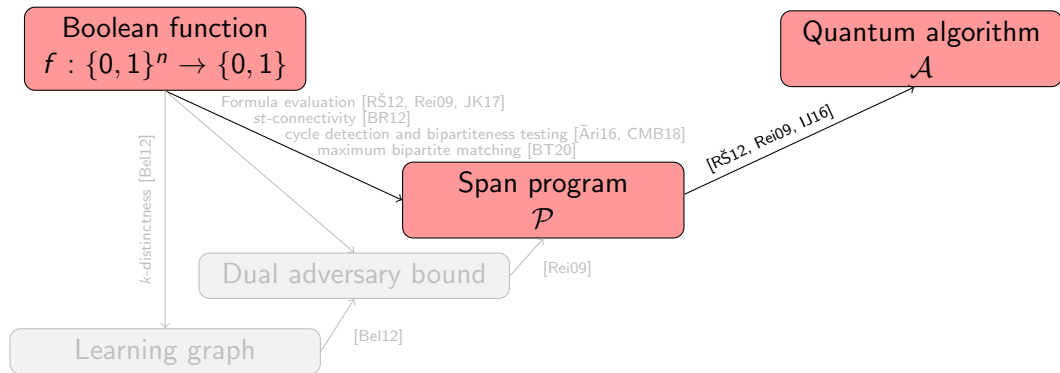 Boolean function
f : {0, 1}ⁿ → {0, 1}
Quantum algorithm
𝒜
Formula evaluation [RŠ12, Rei09, JK17]
st-connectivity [BR12]
cycle detection and bipartiteness testing [Āri16, CMB18]
maximum bipartite matching [BT20]
[RŠ12, Rei09, IJ16]
k-distinctness [Bel12]
Span program
𝒫
Dual adversary bound
[Rei09]
Learning graph
[Bel12]